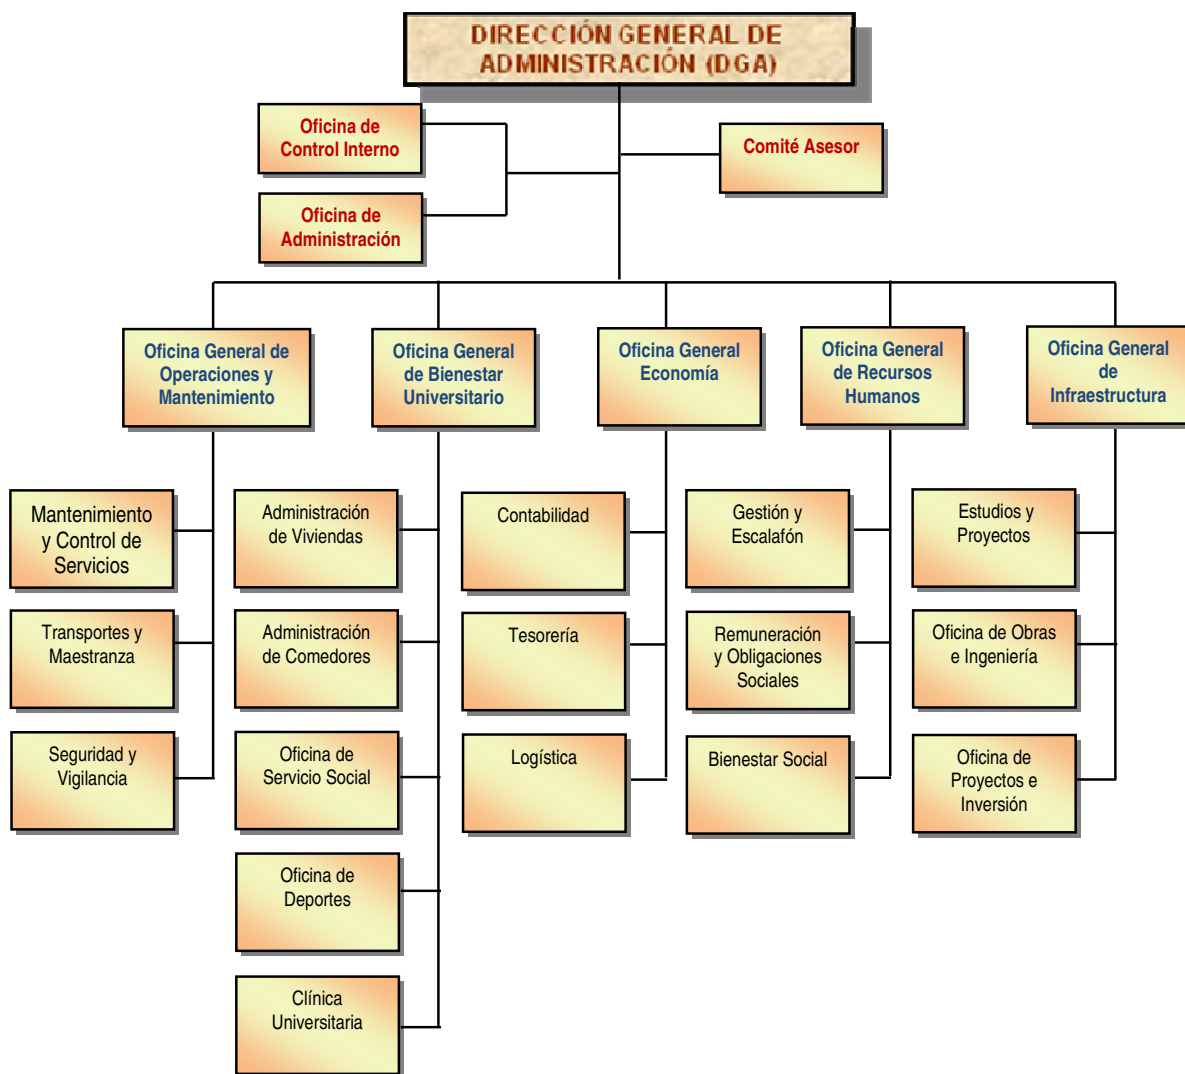 DIRECCIÓN GENERAL DE
ADMINISTRACIÓN (DGA)
Oficina de
Control Interno
Comité Asesor
Oficina de
Administración
Oficina General de
Operaciones y
Mantenimiento
Oficina General
de Bienestar
Universitario
Oficina General
Economía
Oficina General
de Recursos
Humanos
Oficina General
de
Infraestructura
Mantenimiento
y Control de
Servicios
Administración
de Viviendas
Contabilidad
Gestión y
Escalafón
Estudios y
Proyectos
Transportes y
Maestranza
Administración
de Comedores
Tesorería
Remuneración
y Obligaciones
Sociales
Oficina de Obras
e Ingeniería
Seguridad y
Vigilancia
Oficina de
Servicio Social
Logística
Bienestar Social
Oficina de
Proyectos e
Inversión
Oficina de
Deportes
Clínica
Universitaria